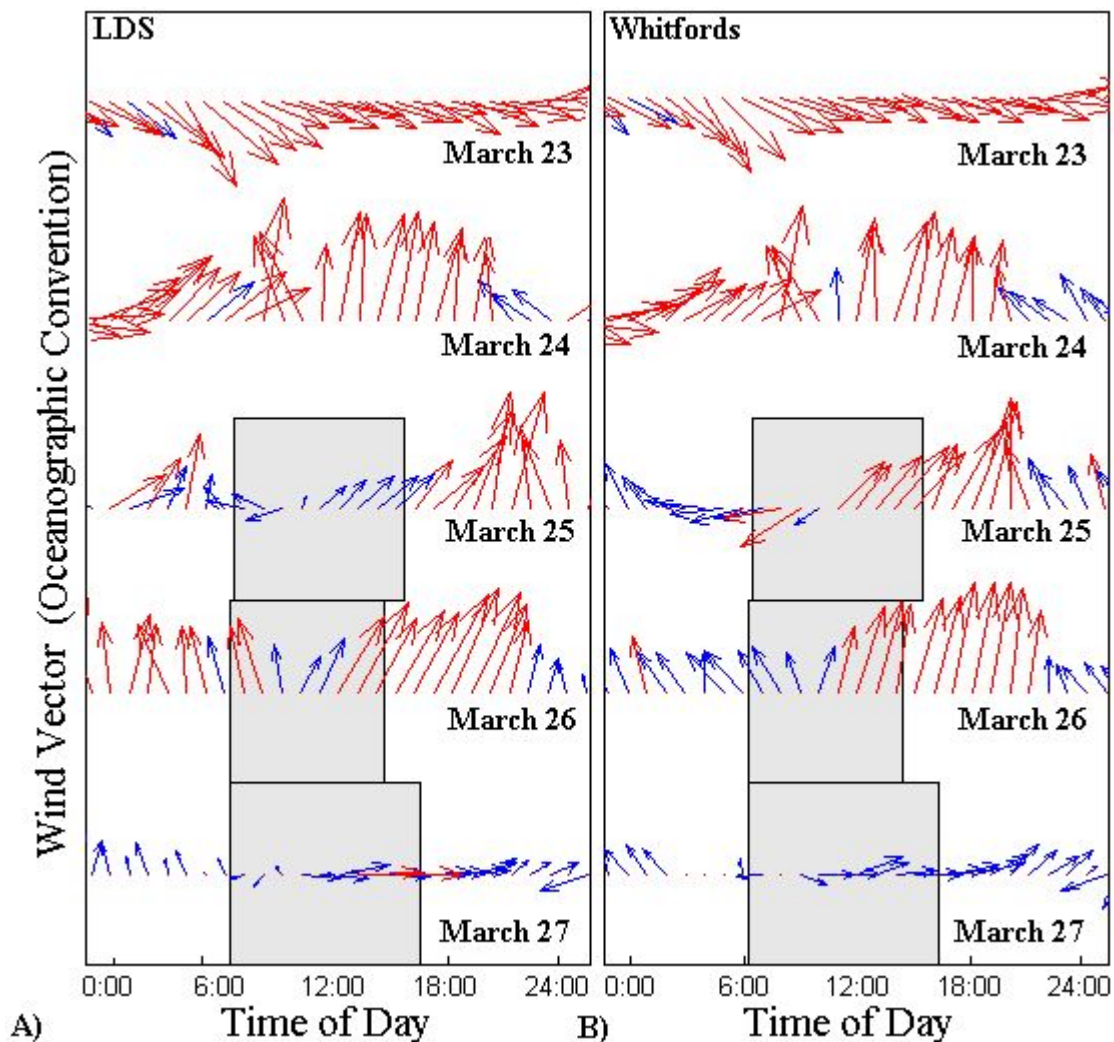 LDS
Whitfords
Wind Vector (Oceanographic Convention)
March 23
March 23
March 24
March 24
March 25
March 25
March 26
March 26
March 27
March 27
0:00 6:00 12:00 18:00 24:00
0:00 6:00 12:00 18:00 24:00
A) Time of Day
B) Time of Day